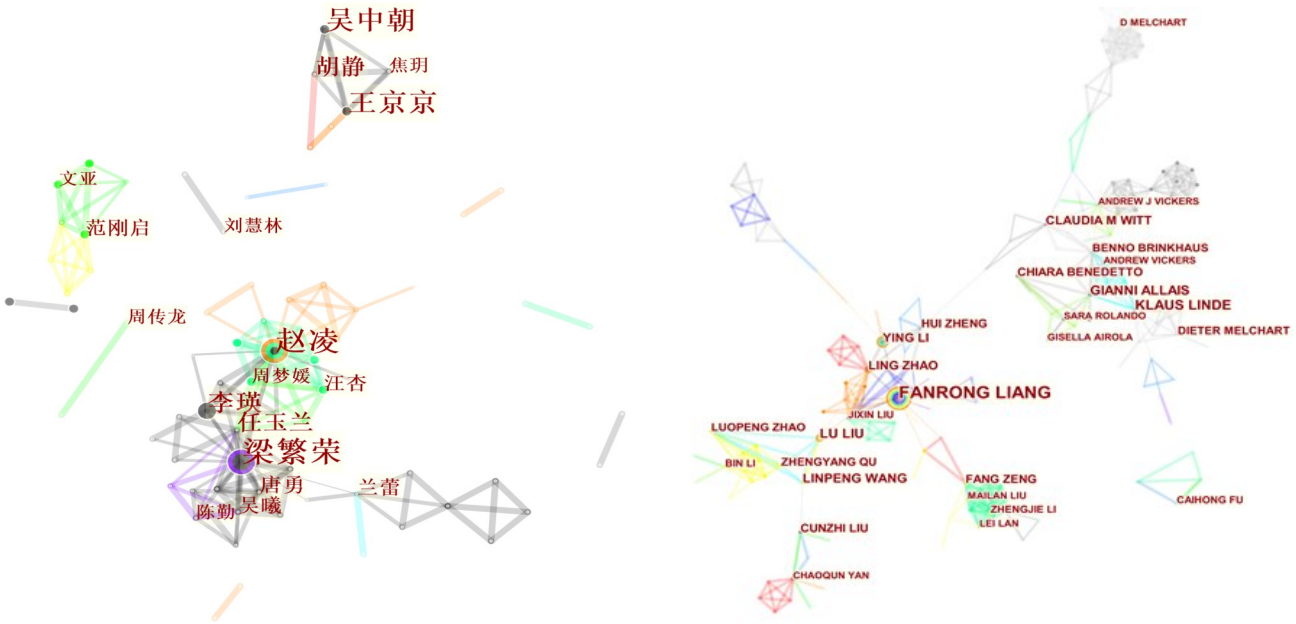 吴中朝
胡静
焦玥
王京京
文亚
范刚启
刘慧林
周传龙
赵凌
周梦媛
汪杏
李瑛
任玉兰
梁繁荣
唐勇
吴曦
陈勤
兰蕾
D MELCHART
ANDREW J VICKERS
CLAUDIA M WITT
BENNO BRINKHAUS
ANDREW VICKERS
CHIARA BENEDETTO
GIANNI ALLAIS
KLAUS LINDE
SARA ROLANDO
DIETER MELCHART
GISELLA AIROLA
HUI ZHENG
YING LI
LING ZHAO
FANRONG LIANG
JIXIN LIU
LUOPENG ZHAO
LU LIU
BIN LI
ZHENGYANG QU
LINPENG WANG
FANG ZENG
MAILAN LIU
ZHENGJIE LI
LEI LAN
CAIHONG FU
CUNZHI LIU
CHAOQUN YAN